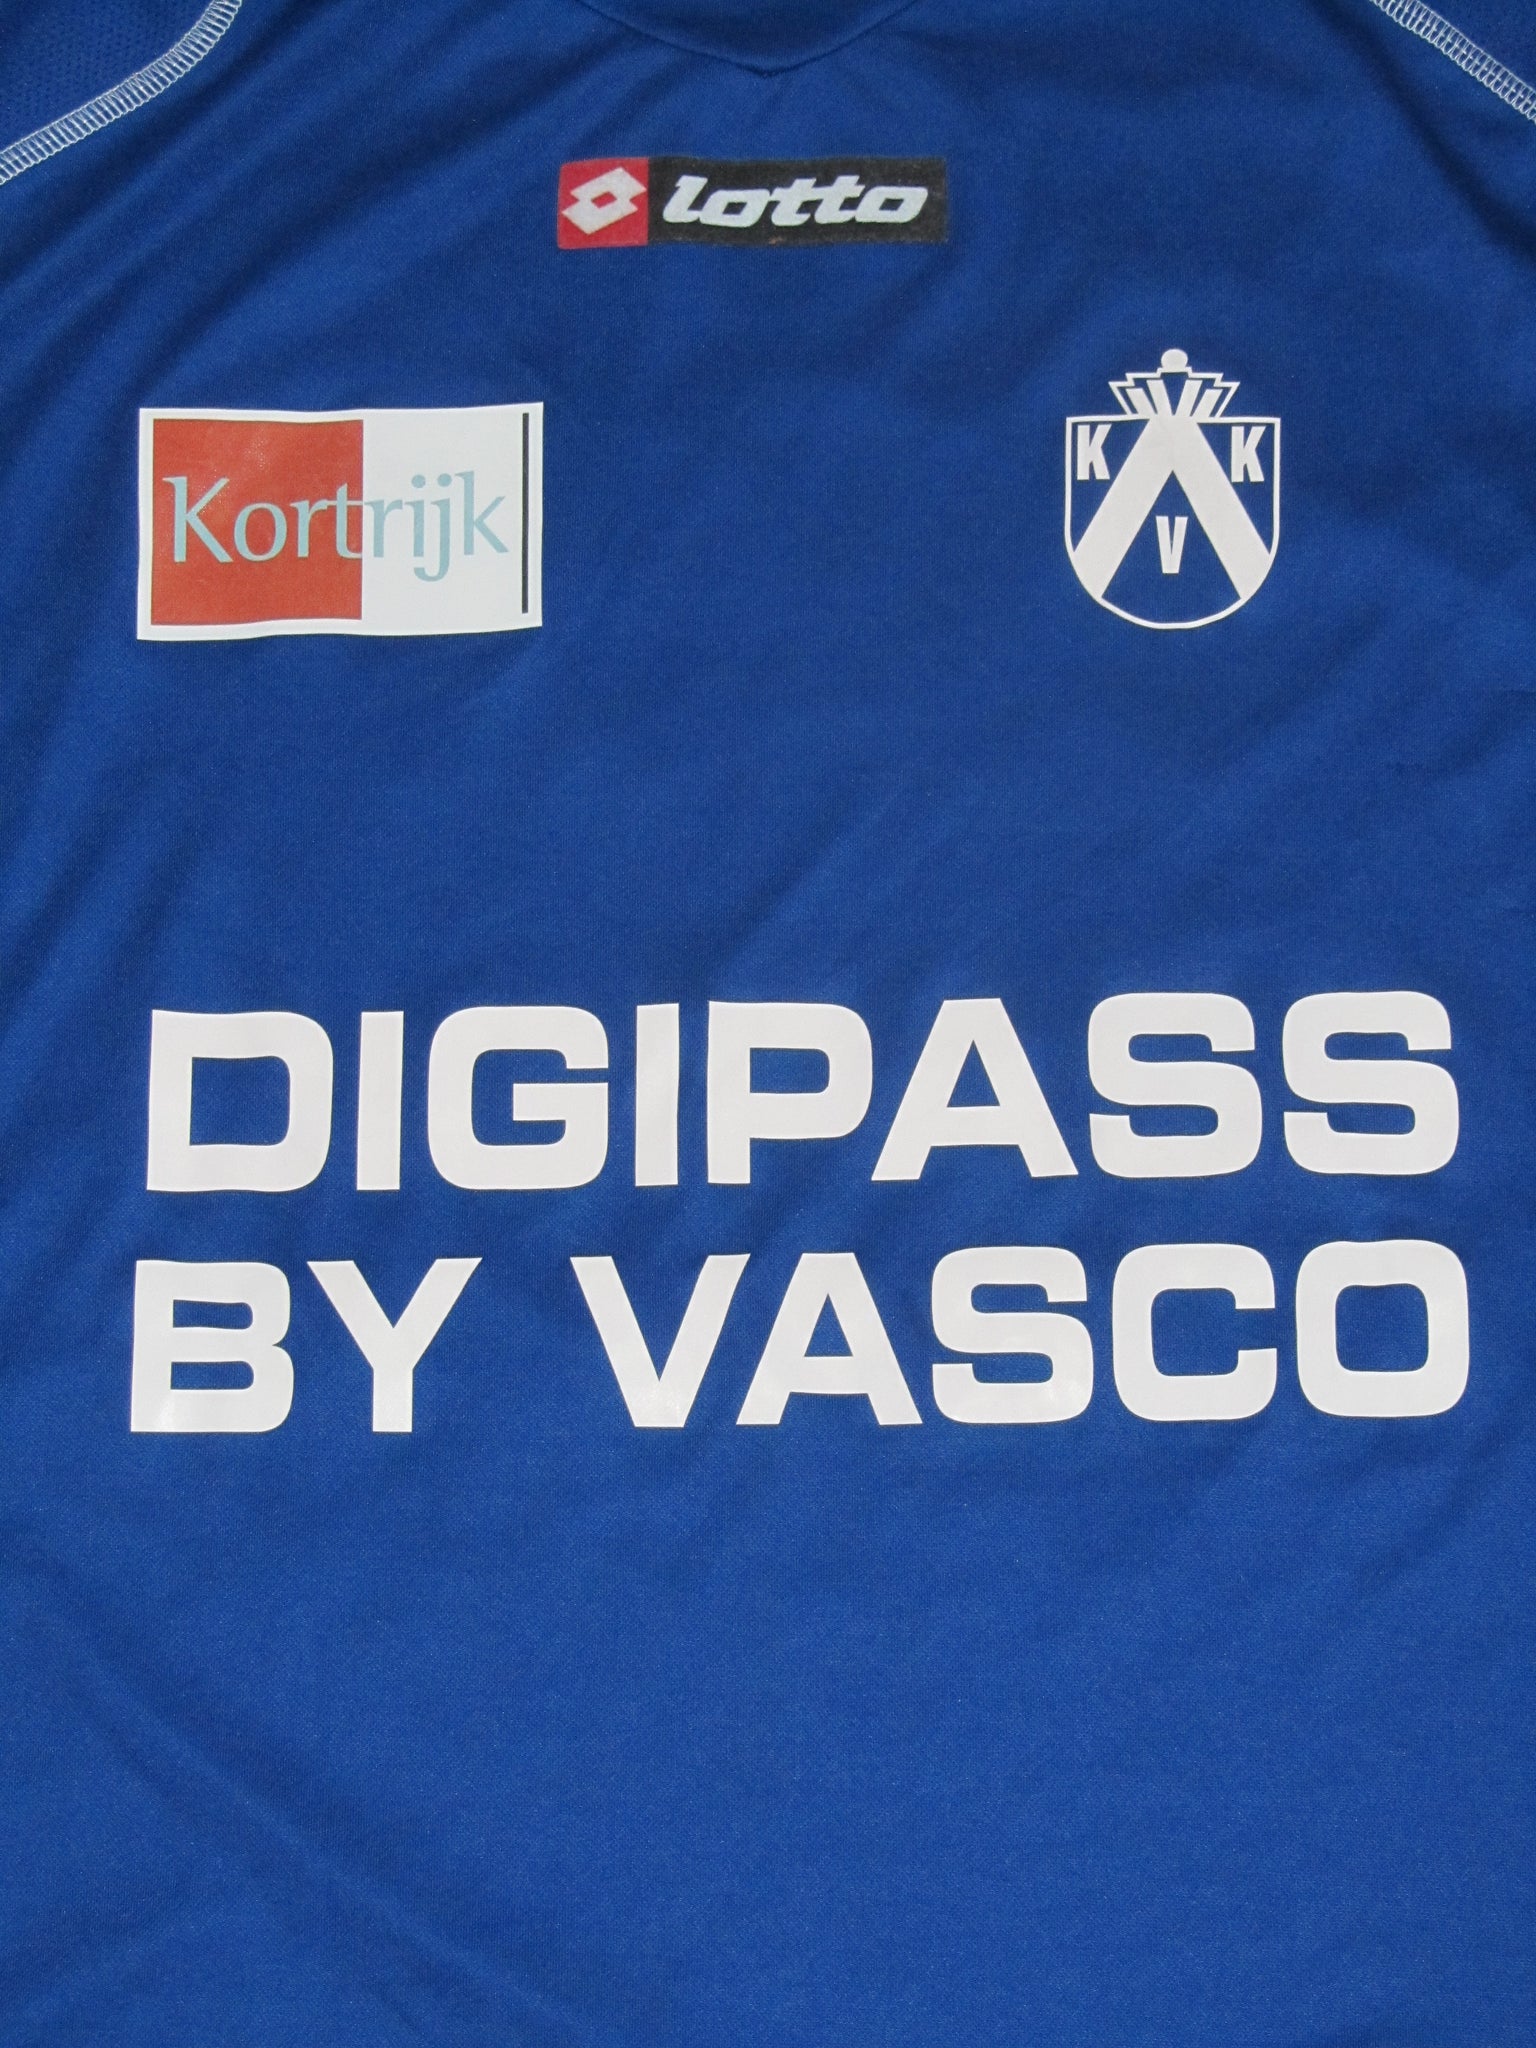 lotto
Kortrijk
K K
V
DIGIPASS
BY VASCO